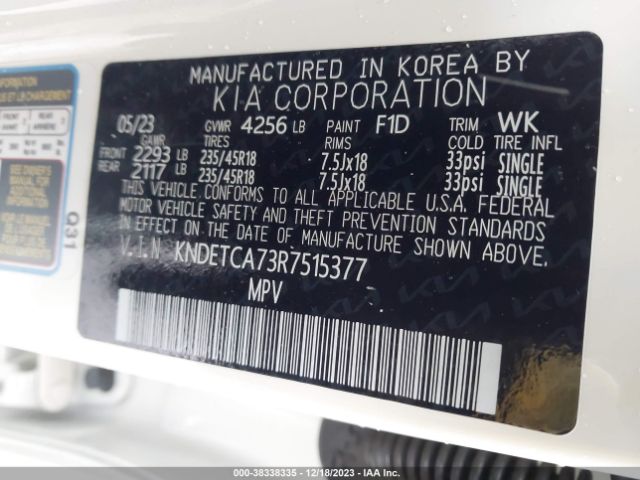 MANUFACTURED IN KOREA BY
KIA CORPORATION
05/23 GVWR 4256 LB PAINT F1D TRIM WK
GAWR TIRES RIMS COLD TIRE INFL
FRONT 2293 LB 235/45R18 7.5Jx18 33psi SINGLE
REAR 2117 LB 235/45R18 7.5Jx18 33psi SINGLE
THIS VEHICLE CONFORMS TO ALL APPLICABLE U.S.A. FEDERAL
MOTOR VEHICLE SAFETY AND THEFT PREVENTION STANDARDS
IN EFFECT ON THE DATE OF MANUFACTURE SHOWN ABOVE.
V.I.N KNDETCA73R7515377
MPV
Q31
INFORMATION
000-38338335 - 12/18/2023 - IAA Inc.